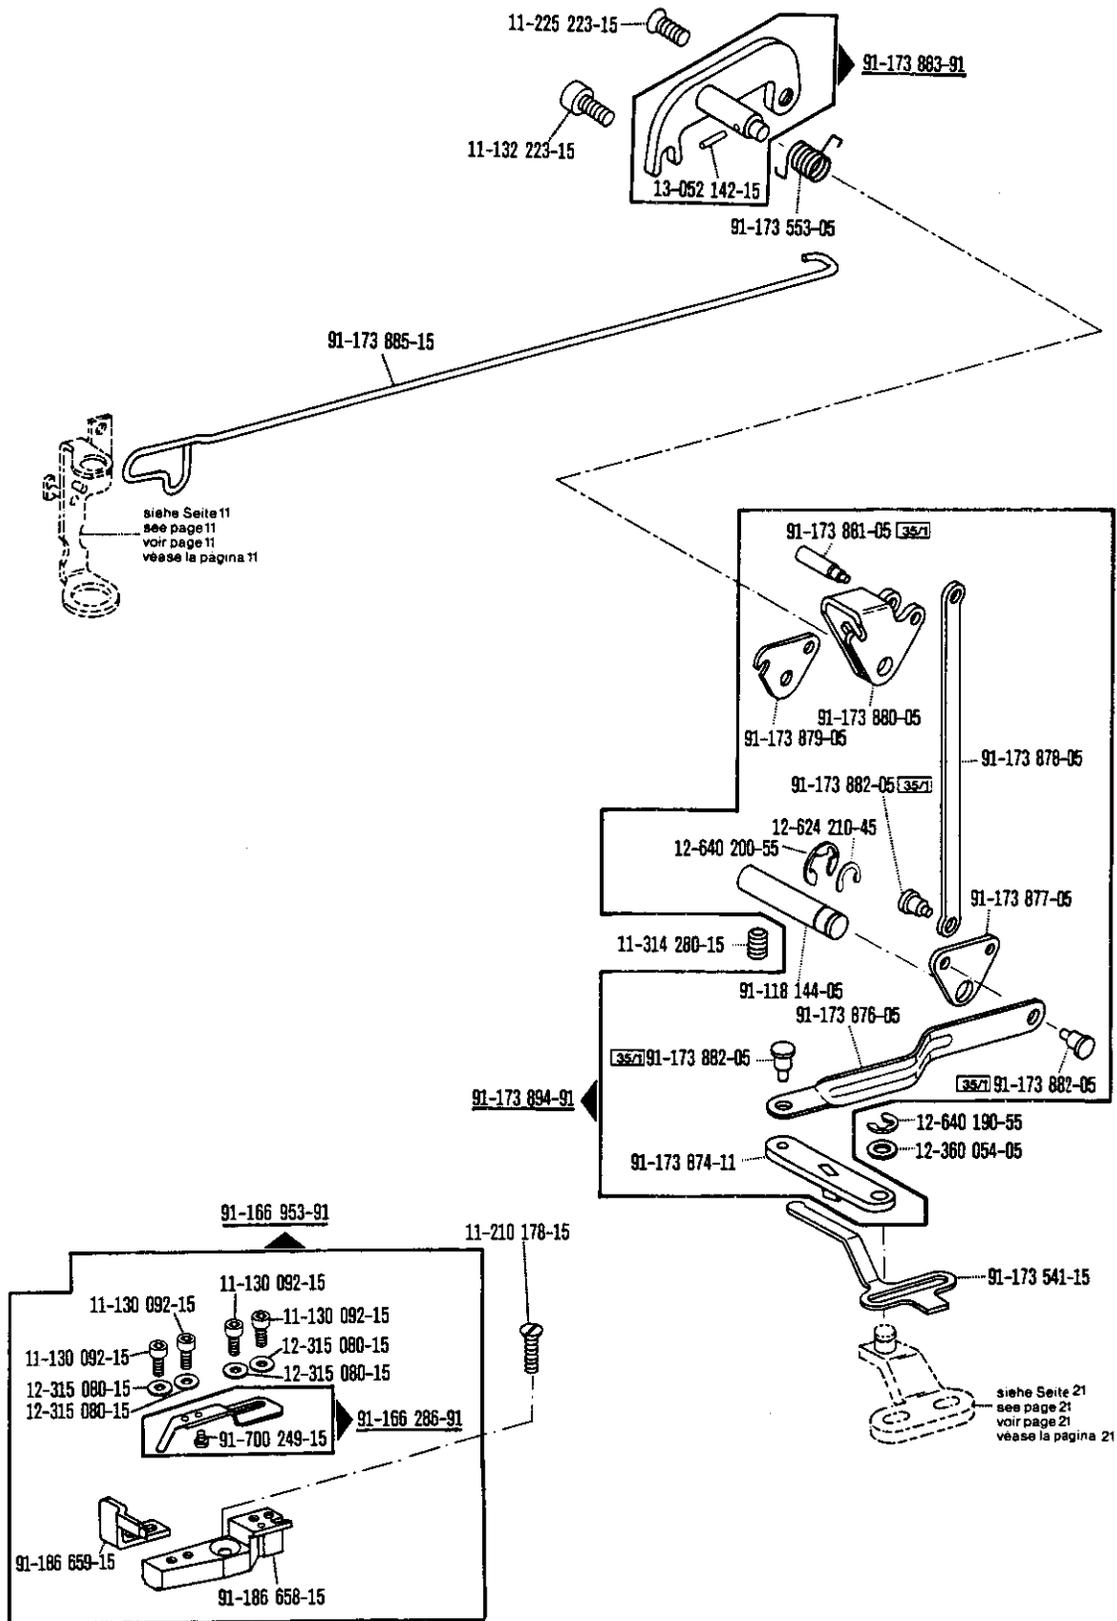 11-225 223-15
91-173 883-91
11-132 223-15
13-052 142-15
91-173 553-05
91-173 885-15
siehe Seite 11
see page 11
voir page 11
véase la página 11
91-173 881-05 35/1
91-173 880-05
91-173 879-05
91-173 878-05
91-173 882-05 35/1
12-624 210-45
12-640 200-55
91-173 877-05
11-314 280-15
91-118 144-05
91-173 876-05
35/1 91-173 882-05
35/1 91-173 882-05
91-173 894-91
12-640 190-55
12-360 054-05
91-173 874-11
91-166 953-91
11-210 178-15
91-173 541-15
11-130 092-15
11-130 092-15
11-130 092-15
11-130 092-15
12-315 080-15
12-315 080-15
12-315 080-15
12-315 080-15
91-166 286-91
91-700 249-15
siehe Seite 21
see page 21
voir page 21
véase la pagina 21
91-186 659-15
91-186 658-15